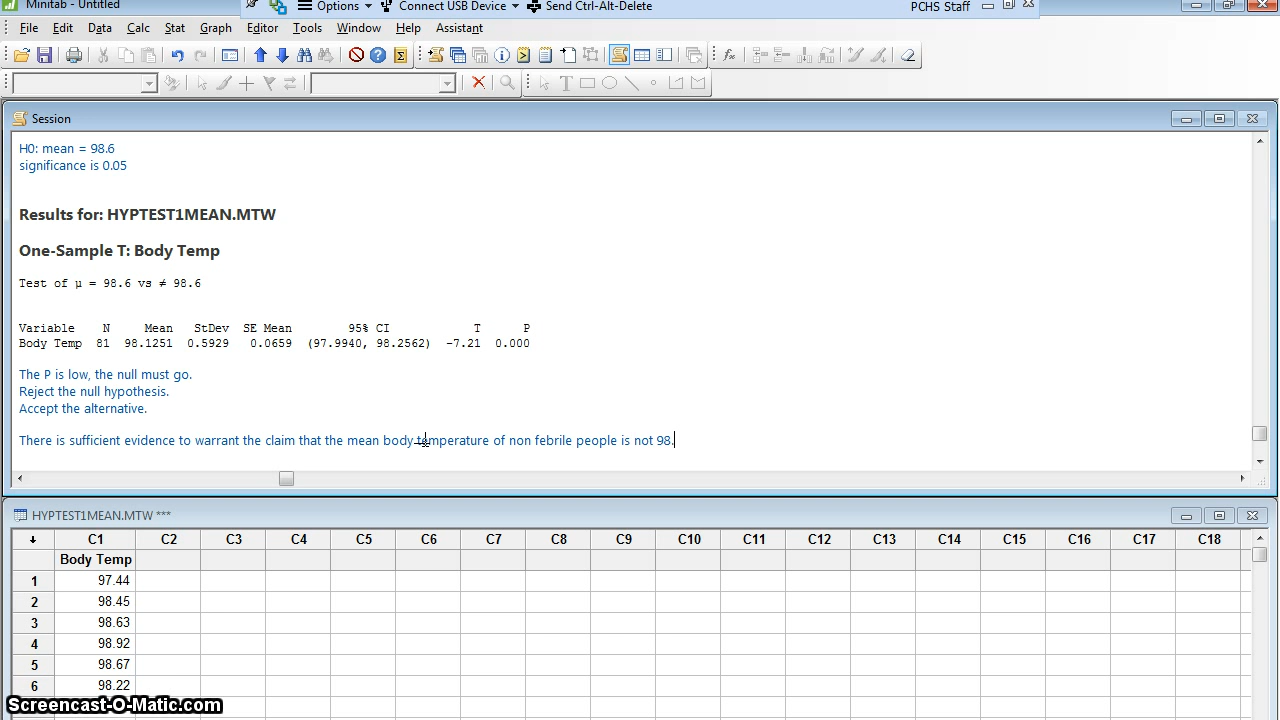 Minitab - Untitled
Options
Connect USB Device
Send Ctrl-Alt-Delete
PCHS Staff
File Edit Data Calc Stat Graph Editor Tools Window Help Assistant
Session
H0: mean = 98.6
significance is 0.05
Results for: HYPTEST1MEAN.MTW
One-Sample T: Body Temp
Test of μ = 98.6 vs ≠ 98.6
Variable N Mean StDev SE Mean 95% CI T P
Body Temp 81 98.1251 0.5929 0.0659 (97.9940, 98.2562) -7.21 0.000
The P is low, the null must go.
Reject the null hypothesis.
Accept the alternative.
There is sufficient evidence to warrant the claim that the mean body temperature of non febrile people is not 98.
HYPTEST1MEAN.MTW ***
C1 C2 C3 C4 C5 C6 C7 C8 C9 C10 C11 C12 C13 C14 C15 C16 C17 C18
Body Temp
1 97.44
2 98.45
3 98.63
4 98.92
5 98.67
6 98.22
Screencast-O-Matic.com